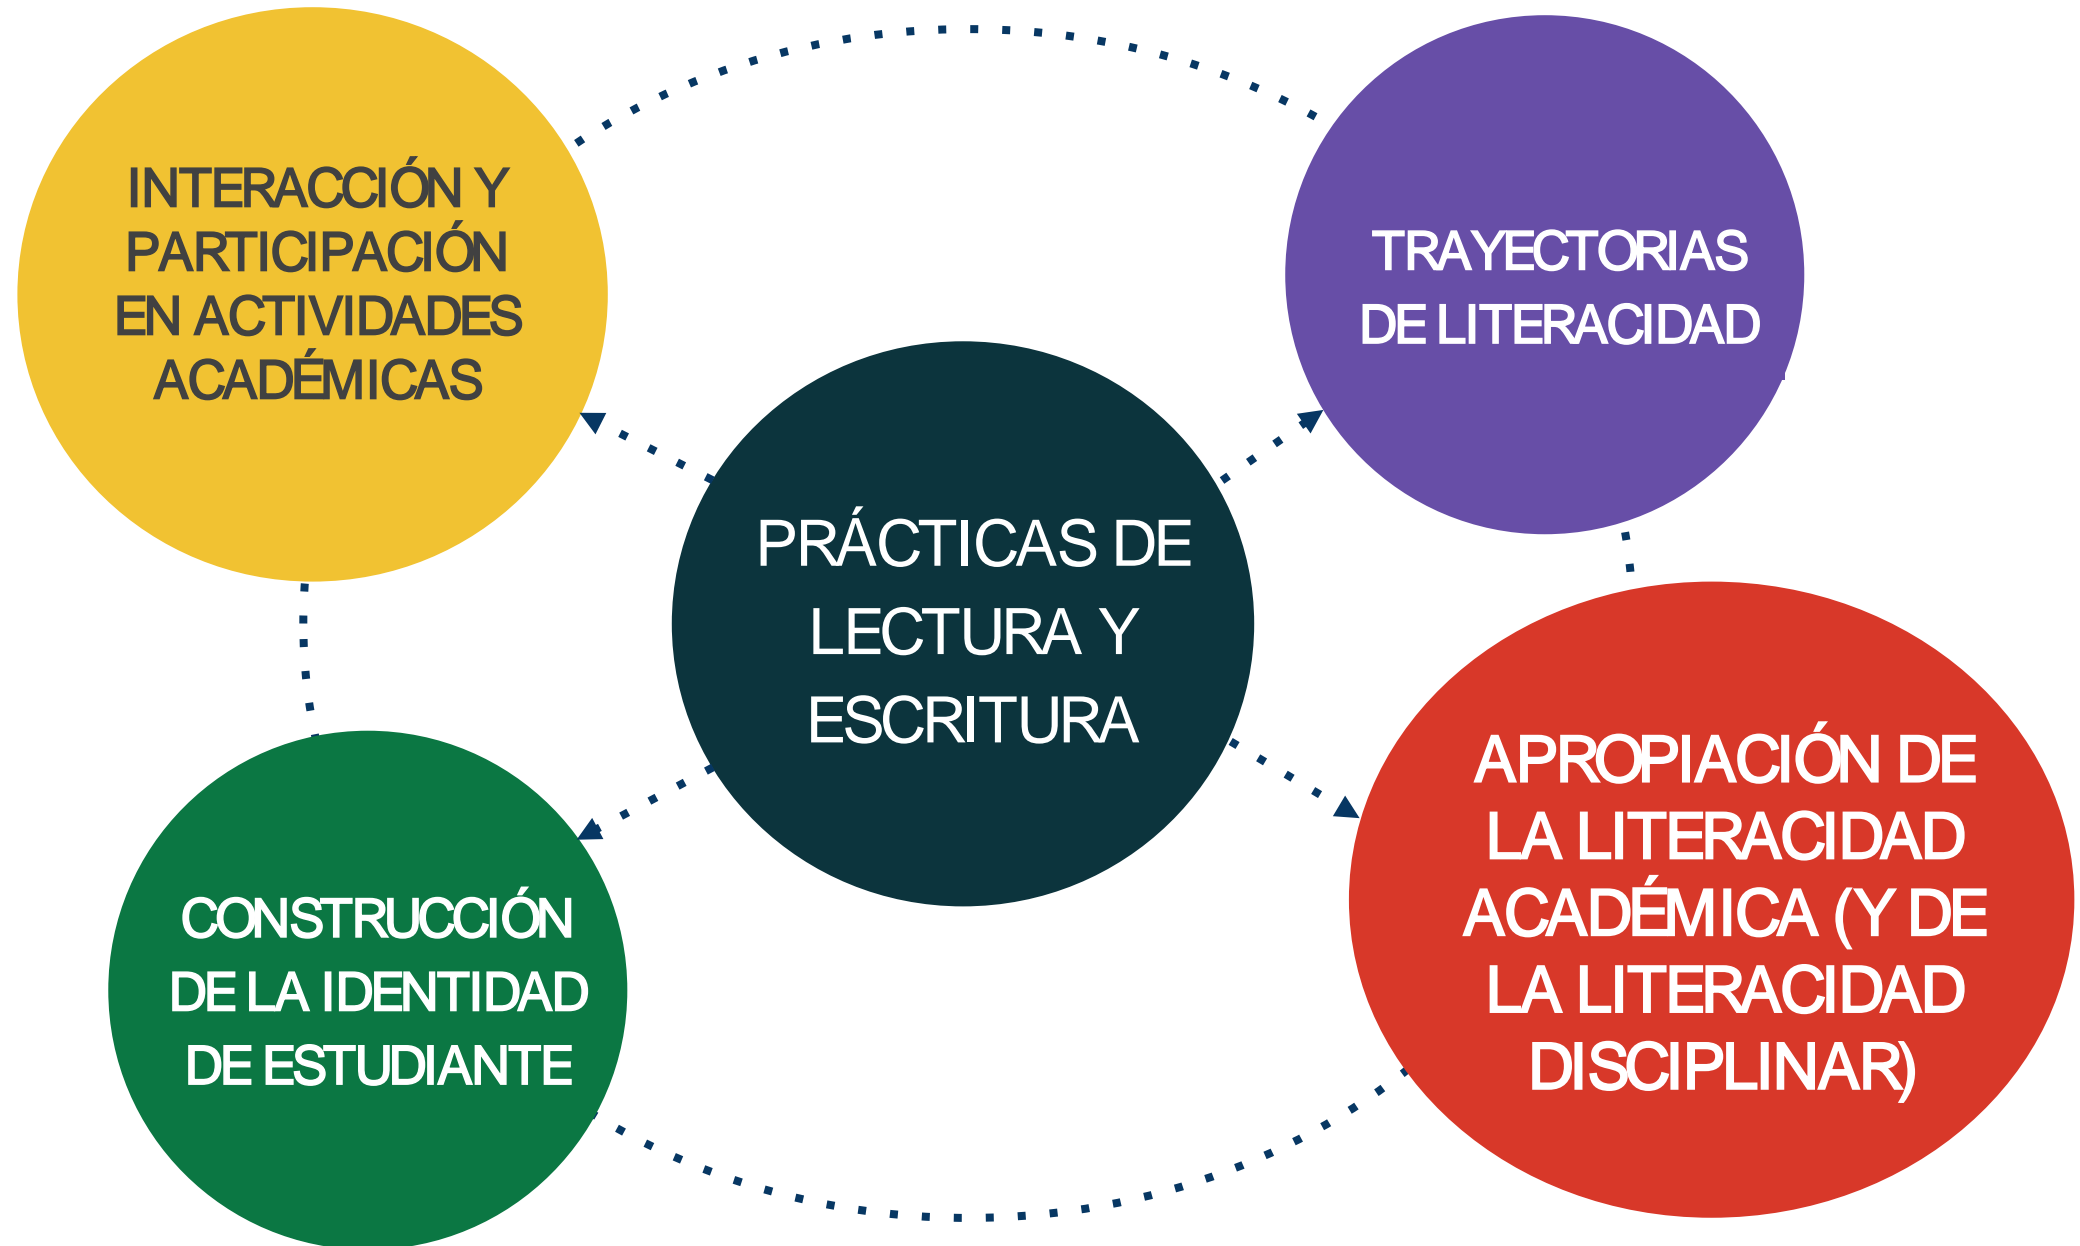 INTERACCIÓN Y
PARTICIPACIÓN
EN ACTIVIDADES
ACADÉMICAS
TRAYECTORIAS
DE LITERACIDAD
PRÁCTICAS DE
LECTURA Y
ESCRITURA
CONSTRUCCIÓN
DE LA IDENTIDAD
DE ESTUDIANTE
APROPIACIÓN DE
LA LITERACIDAD
ACADÉMICA (Y DE
LA LITERACIDAD
DISCIPLINAR)